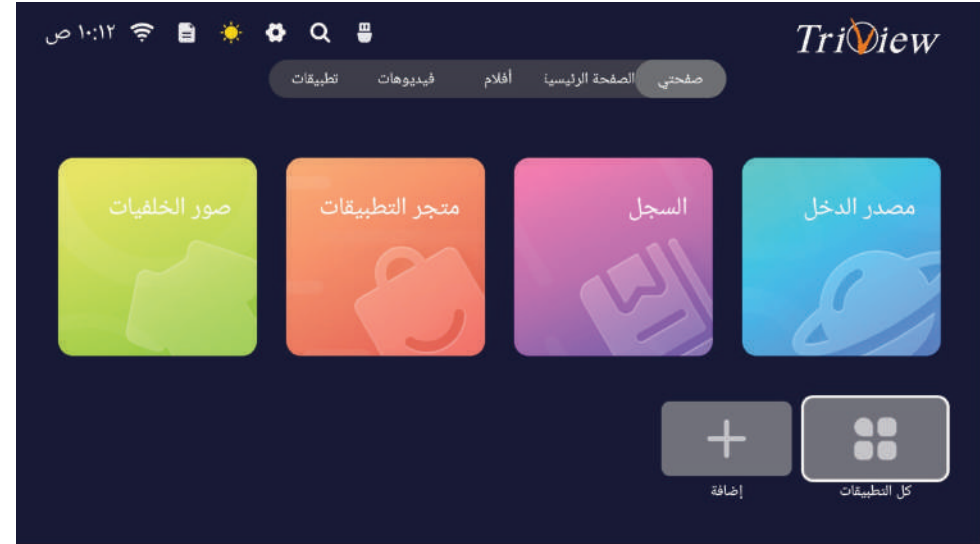 TriView
١٠:١٢ ص
صفحتي
الصفحة الرئيسية
أفلام
فيديوهات
تطبيقات
مصدر الدخل
السجل
متجر التطبيقات
صور الخلفيات
كل التطبيقات
إضافة